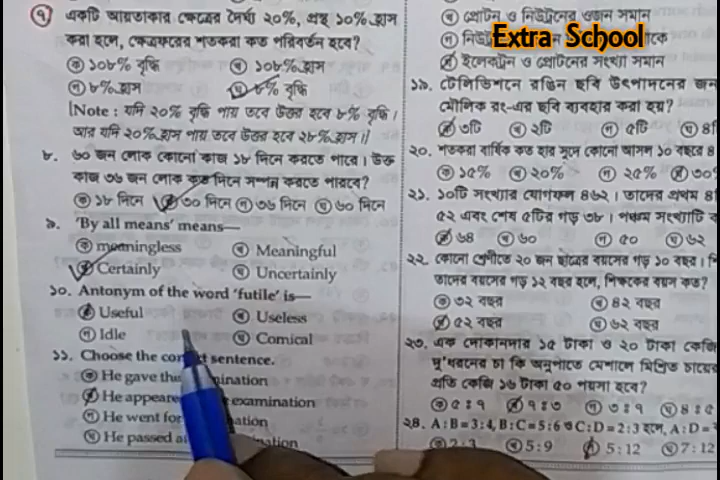 ৭ একটি আয়তাকার ক্ষেত্রের দৈর্ঘ্য ২০%, প্রস্থ ১০% হ্রাস
করা হলে, ক্ষেত্রফলের শতকরা কত পরিবর্তন হবে?
ক ১০৮% বৃদ্ধি খ ১০৮% হ্রাস
গ ৮% হ্রাস ৮% বৃদ্ধি
[Note : যদি ২০% বৃদ্ধি পায় তবে উত্তর হবে ৮% বৃদ্ধি।
আর যদি ২০% হ্রাস পায় তবে উত্তর হবে ২৮% হ্রাস।]
৮. ৬০ জন লোক কোনো কাজ ১৮ দিনে করতে পারে। উক্ত
কাজ ৩৬ জন লোক কত দিনে সম্পন্ন করতে পারবে?
ক ১৮ দিনে ৩০ দিনে গ ৩৬ দিনে ঘ ৬০ দিনে
৯. 'By all means' means—
ক meaningless খ Meaningful
Certainly ঘ Uncertainly
১০. Antonym of the word 'futile' is—
Useful খ Useless
গ Idle ঘ Comical
১১. Choose the correct sentence.
ক He gave the
He appeared examination
গ He went for
ঘ He passed
খ প্রোটন ও নিউট্রনের ওজন সমান
গ
Extra School
ইলেকট্রন ও প্রোটনের সংখ্যা সমান
১৯. টেলিভিশনে রঙিন ছবি উৎপাদনের জন্য
মৌলিক রং-এর ছবি ব্যবহার করা হয়?
৩টি খ ২টি গ ৫টি ঘ ৪টি
২০. শতকরা বার্ষিক কত হার সুদে কোনো আসল ১০ বছরে
ক ১৫% খ ২০% গ ২৫% ৩০
২১. ১০টি সংখ্যার যোগফল ৪৬২। তাদের প্রথম
৫২ এবং শেষ ৫টির গড় ৩৮। পঞ্চম সংখ্যাটি
৬৪ খ ৬০ গ ৫০ ঘ ৬২
২২. কোনো শ্রেণীতে ২০ জন ছাত্রের বয়সের গড় ১০ বছর।
তাদের বয়সের গড় ১২ বছর হলে, শিক্ষকের বয়স কত?
ক ৩২ বছর খ ৪২ বছর
৫২ বছর ঘ ৬২ বছর
২৩. এক দোকানদার ১৫ টাকা ও ২০ টাকা কেজি
দু'ধরনের চা কি অনুপাতে মেশালে মিশ্রিত চায়ের
প্রতি কেজি ১৬ টাকা ৫০ পয়সা হবে?
ক ৫ : ৭ ৭ : ৩ গ ৩ : ৭ ঘ ৪ : ৫
২৪. A : B = 3 : 4, B : C = 5 : 6 ও C : D = 2 : 3 হলে, A : D =
ক 2 : 3 খ 5 : 9 5 : 12 ঘ 7 : 12